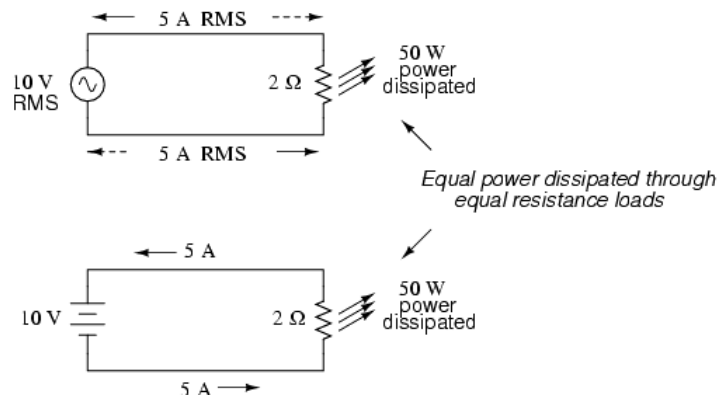 5 A RMS
10 V
RMS
2 Ω
50 W
power
dissipated
5 A RMS
Equal power dissipated through
equal resistance loads
5 A
10 V
2 Ω
50 W
power
dissipated
5 A